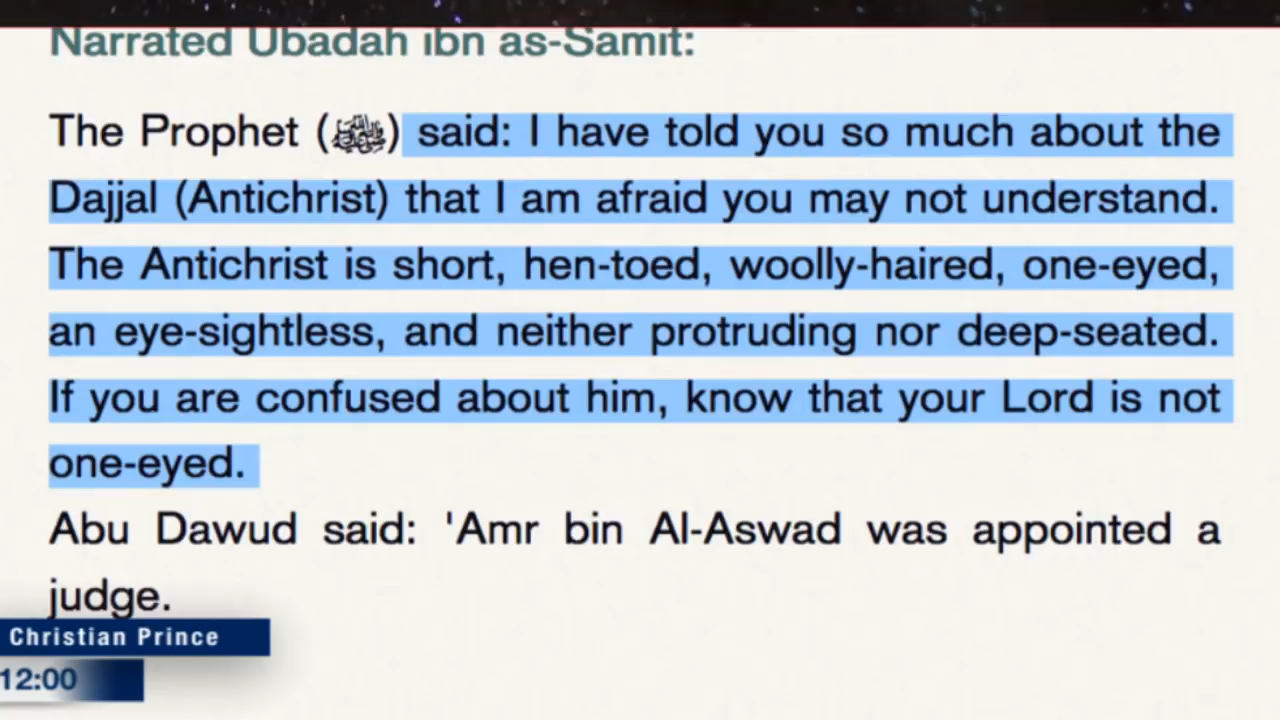 Narrated Ubadah ibn as-Samit:
The Prophet (ﷺ) said: I have told you so much about the
Dajjal (Antichrist) that I am afraid you may not understand.
The Antichrist is short, hen-toed, woolly-haired, one-eyed,
an eye-sightless, and neither protruding nor deep-seated.
If you are confused about him, know that your Lord is not
one-eyed.
Abu Dawud said: 'Amr bin Al-Aswad was appointed a
judge.
Christian Prince
12:00